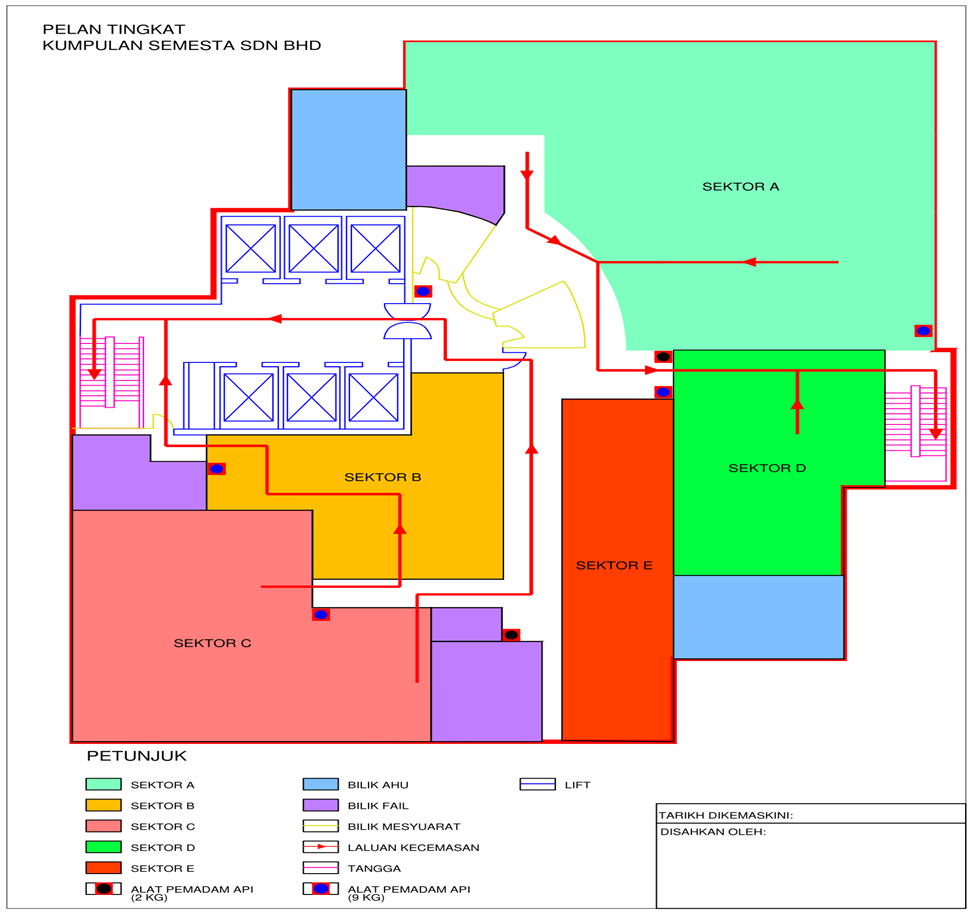 PELAN TINGKAT
KUMPULAN SEMESTA SDN BHD
SEKTOR A
SEKTOR D
SEKTOR B
SEKTOR E
SEKTOR C
PETUNJUK
SEKTOR A
SEKTOR B
SEKTOR C
SEKTOR D
SEKTOR E
ALAT PEMADAM API
(2 KG)
BILIK AHU
BILIK FAIL
BILIK MESYUARAT
LALUAN KECEMASAN
TANGGA
ALAT PEMADAM API
(9 KG)
LIFT
TARIKH DIKEMASKINI:
DISAHKAN OLEH: